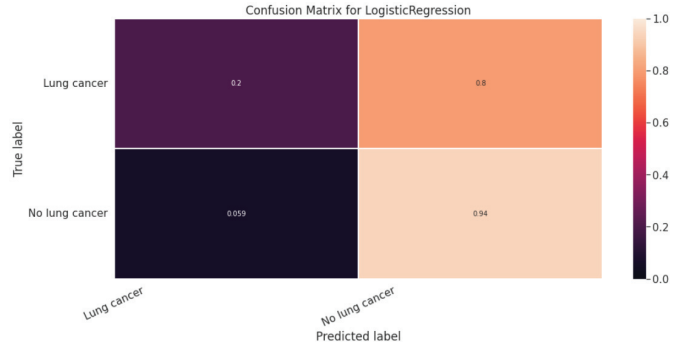 Confusion Matrix for LogisticRegression
True label
Lung cancer
0.2
0.8
No lung cancer
0.059
0.94
Lung cancer
No lung cancer
Predicted label
1.0
0.8
0.6
0.4
0.2
0.0